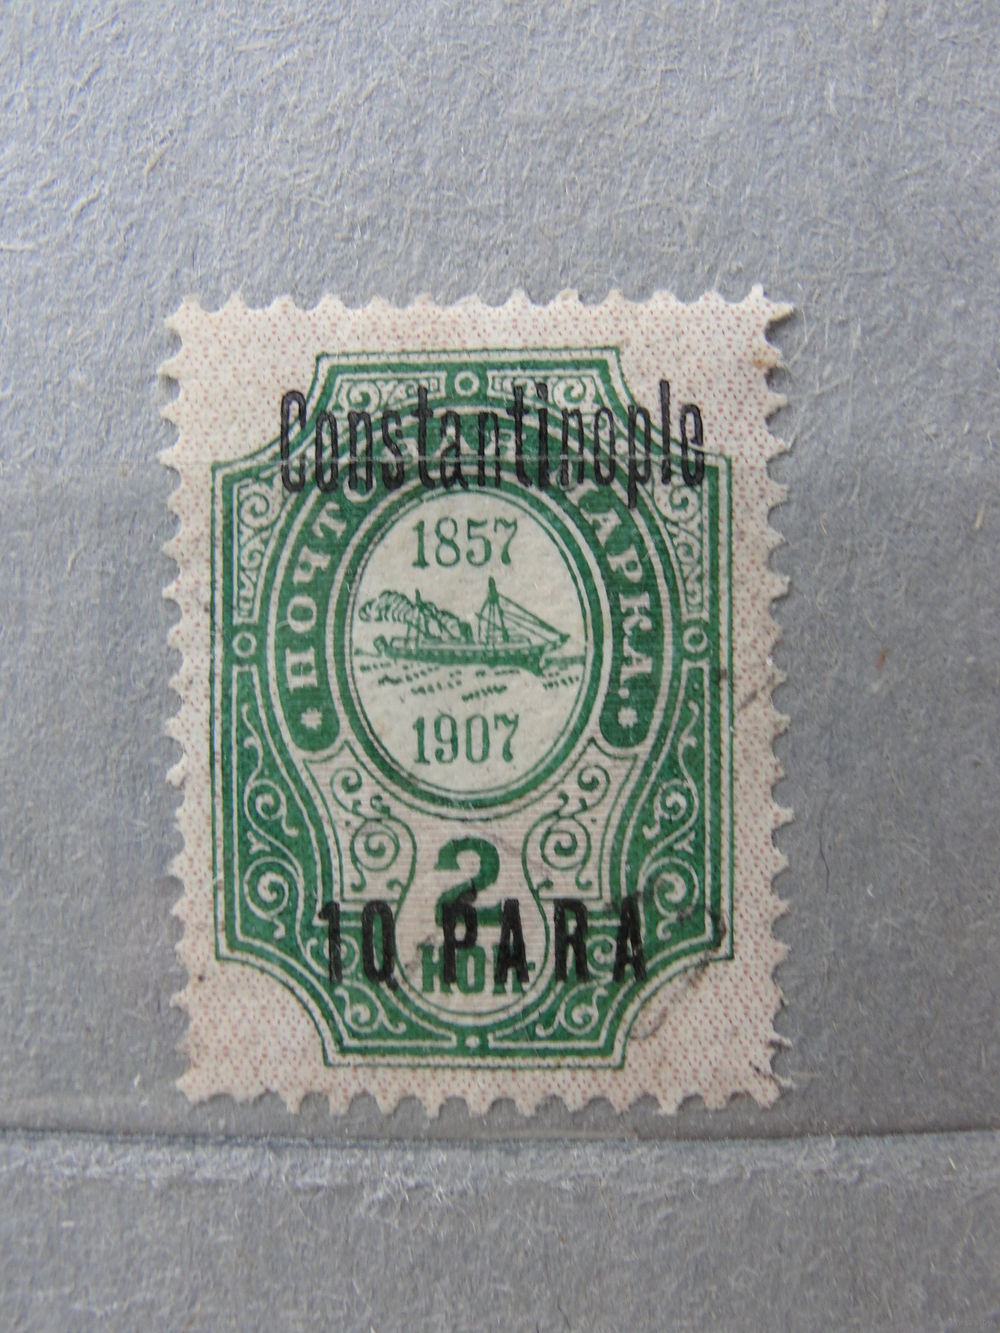 Constantinople
ПОЧТОВАЯ МАРКА.
1857
1907
2
10 PARA
КОП.